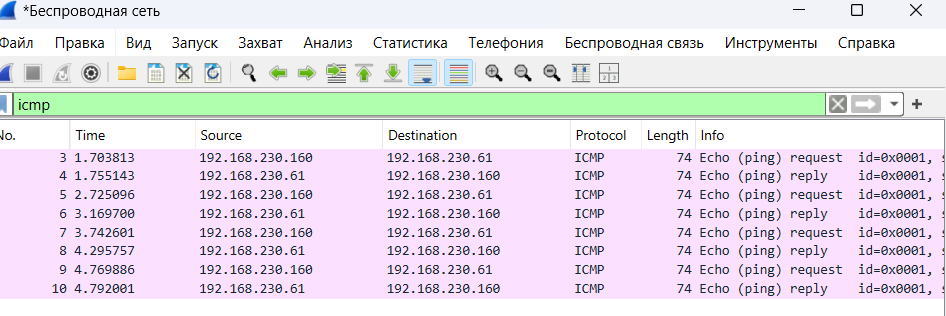 *Беспроводная сеть
Файл Правка Вид Запуск Захват Анализ Статистика Телефония Беспроводная связь Инструменты Справка
icmp
No. Time Source Destination Protocol Length Info
3 1.703813 192.168.230.160 192.168.230.61 ICMP 74 Echo (ping) request id=0x0001, s
4 1.755143 192.168.230.61 192.168.230.160 ICMP 74 Echo (ping) reply id=0x0001, s
5 2.725096 192.168.230.160 192.168.230.61 ICMP 74 Echo (ping) request id=0x0001, s
6 3.169700 192.168.230.61 192.168.230.160 ICMP 74 Echo (ping) reply id=0x0001, s
7 3.742601 192.168.230.160 192.168.230.61 ICMP 74 Echo (ping) request id=0x0001, s
8 4.295757 192.168.230.61 192.168.230.160 ICMP 74 Echo (ping) reply id=0x0001, s
9 4.769886 192.168.230.160 192.168.230.61 ICMP 74 Echo (ping) request id=0x0001, s
10 4.792001 192.168.230.61 192.168.230.160 ICMP 74 Echo (ping) reply id=0x0001, s